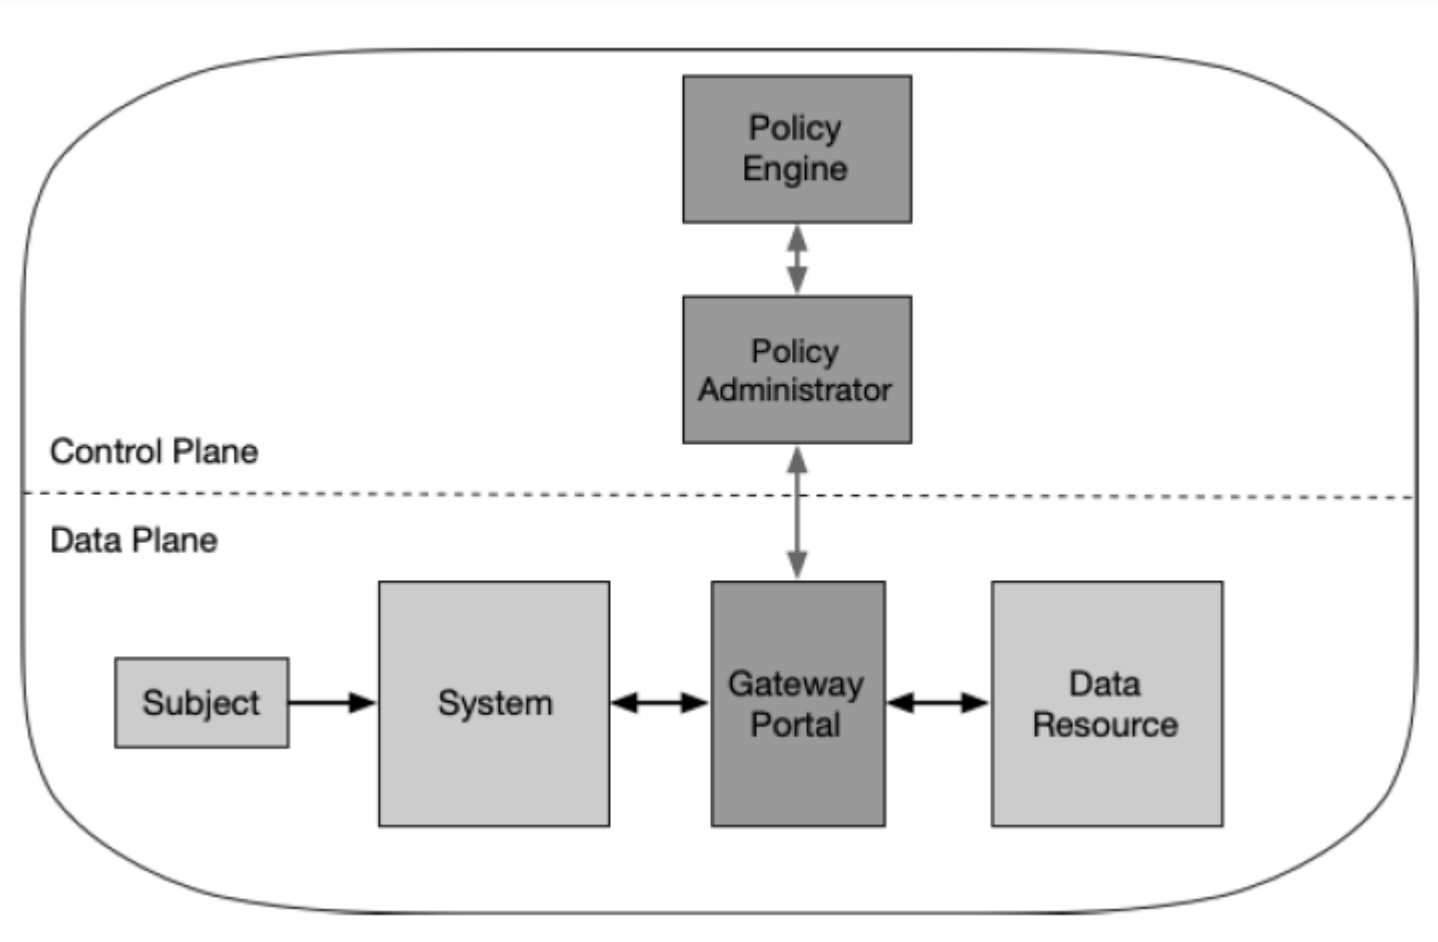 Policy
Engine
Policy
Administrator
Control Plane
Data Plane
Subject
System
Gateway
Portal
Data
Resource